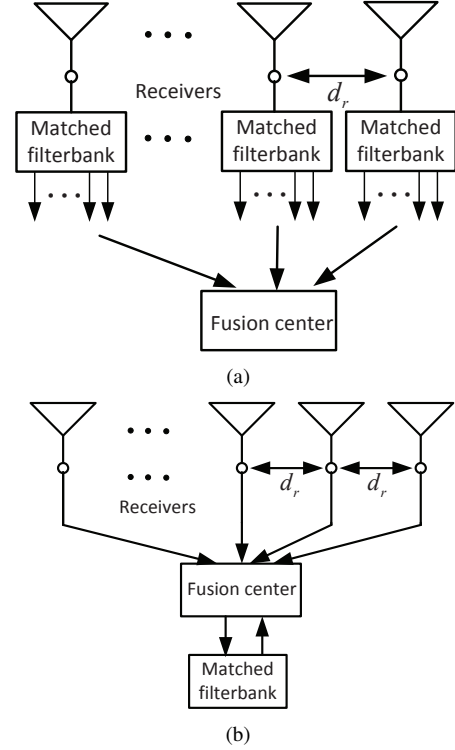 Receivers
d_r
Matched
filterbank
Matched
filterbank
Matched
filterbank
Fusion center
(a)
d_r
d_r
Receivers
Fusion center
Matched
filterbank
(b)